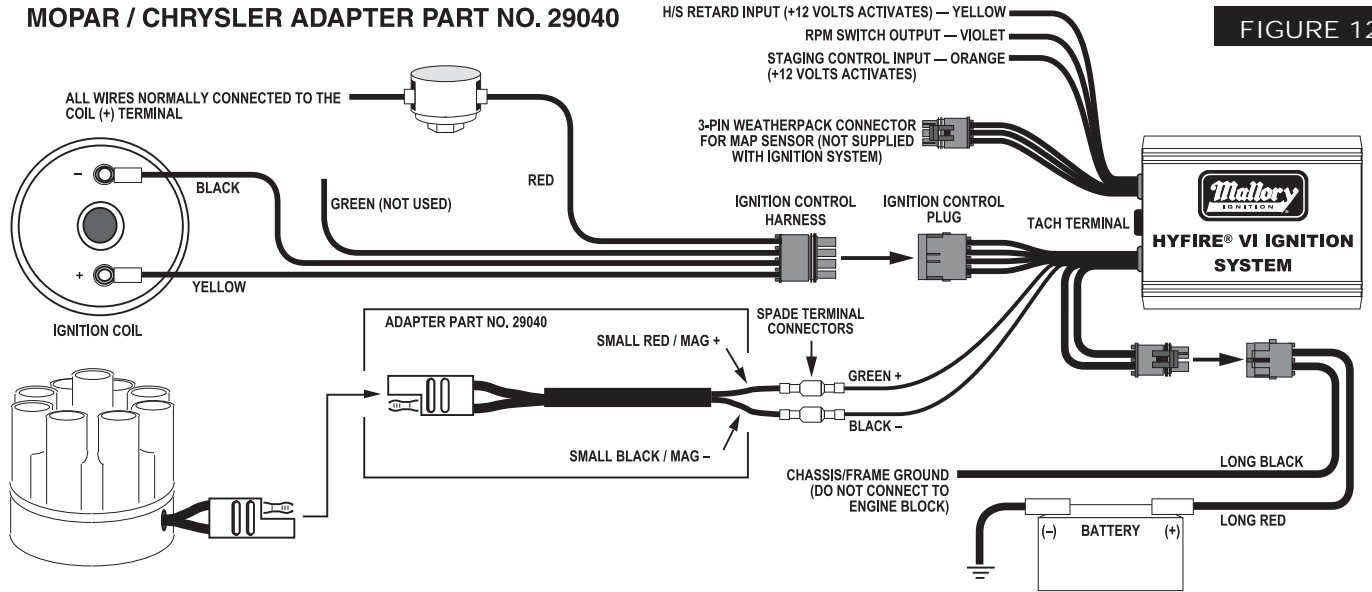 MOPAR / CHRYSLER ADAPTER PART NO. 29040
H/S RETARD INPUT (+12 VOLTS ACTIVATES) — YELLOW
RPM SWITCH OUTPUT — VIOLET
STAGING CONTROL INPUT — ORANGE
(+12 VOLTS ACTIVATES)
FIGURE 12
ALL WIRES NORMALLY CONNECTED TO THE
COIL (+) TERMINAL
3-PIN WEATHERPACK CONNECTOR
FOR MAP SENSOR (NOT SUPPLIED
WITH IGNITION SYSTEM)
–
BLACK
RED
GREEN (NOT USED)
IGNITION CONTROL
HARNESS
IGNITION CONTROL
PLUG
TACH TERMINAL
Mallory
IGNITION
HYFIRE® VI IGNITION
SYSTEM
+
YELLOW
IGNITION COIL
ADAPTER PART NO. 29040
SMALL RED / MAG +
SPADE TERMINAL
CONNECTORS
GREEN +
BLACK –
SMALL BLACK / MAG –
CHASSIS/FRAME GROUND
(DO NOT CONNECT TO
ENGINE BLOCK)
LONG BLACK
LONG RED
(–) BATTERY (+)